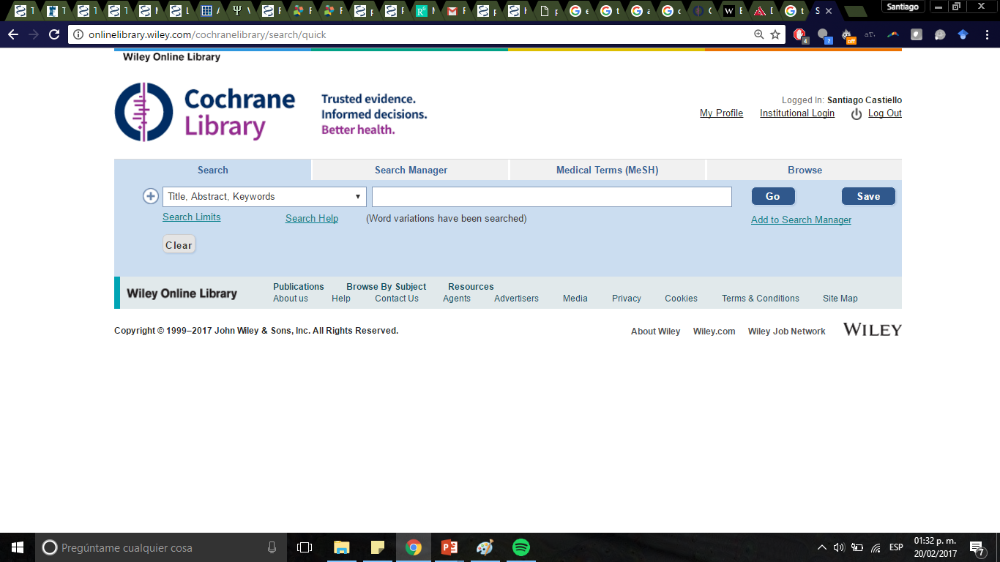 Santiago
onlinelibrary.wiley.com/cochranelibrary/search/quick
4 ? off aT.
Wiley Online Library
Cochrane
Library
Trusted evidence.
Informed decisions.
Better health.
Logged In: Santiago Castiello
My Profile Institutional Login Log Out
Search Search Manager Medical Terms (MeSH) Browse
Title, Abstract, Keywords Go Save
Search Limits Search Help (Word variations have been searched) Add to Search Manager
Clear
Wiley Online Library
Publications Browse By Subject Resources
About us Help Contact Us Agents Advertisers Media Privacy Cookies Terms & Conditions Site Map
Copyright © 1999–2017 John Wiley & Sons, Inc. All Rights Reserved.
About Wiley Wiley.com Wiley Job Network WILEY
Pregúntame cualquier cosa
ESP
01:32 p. m.
20/02/2017
7